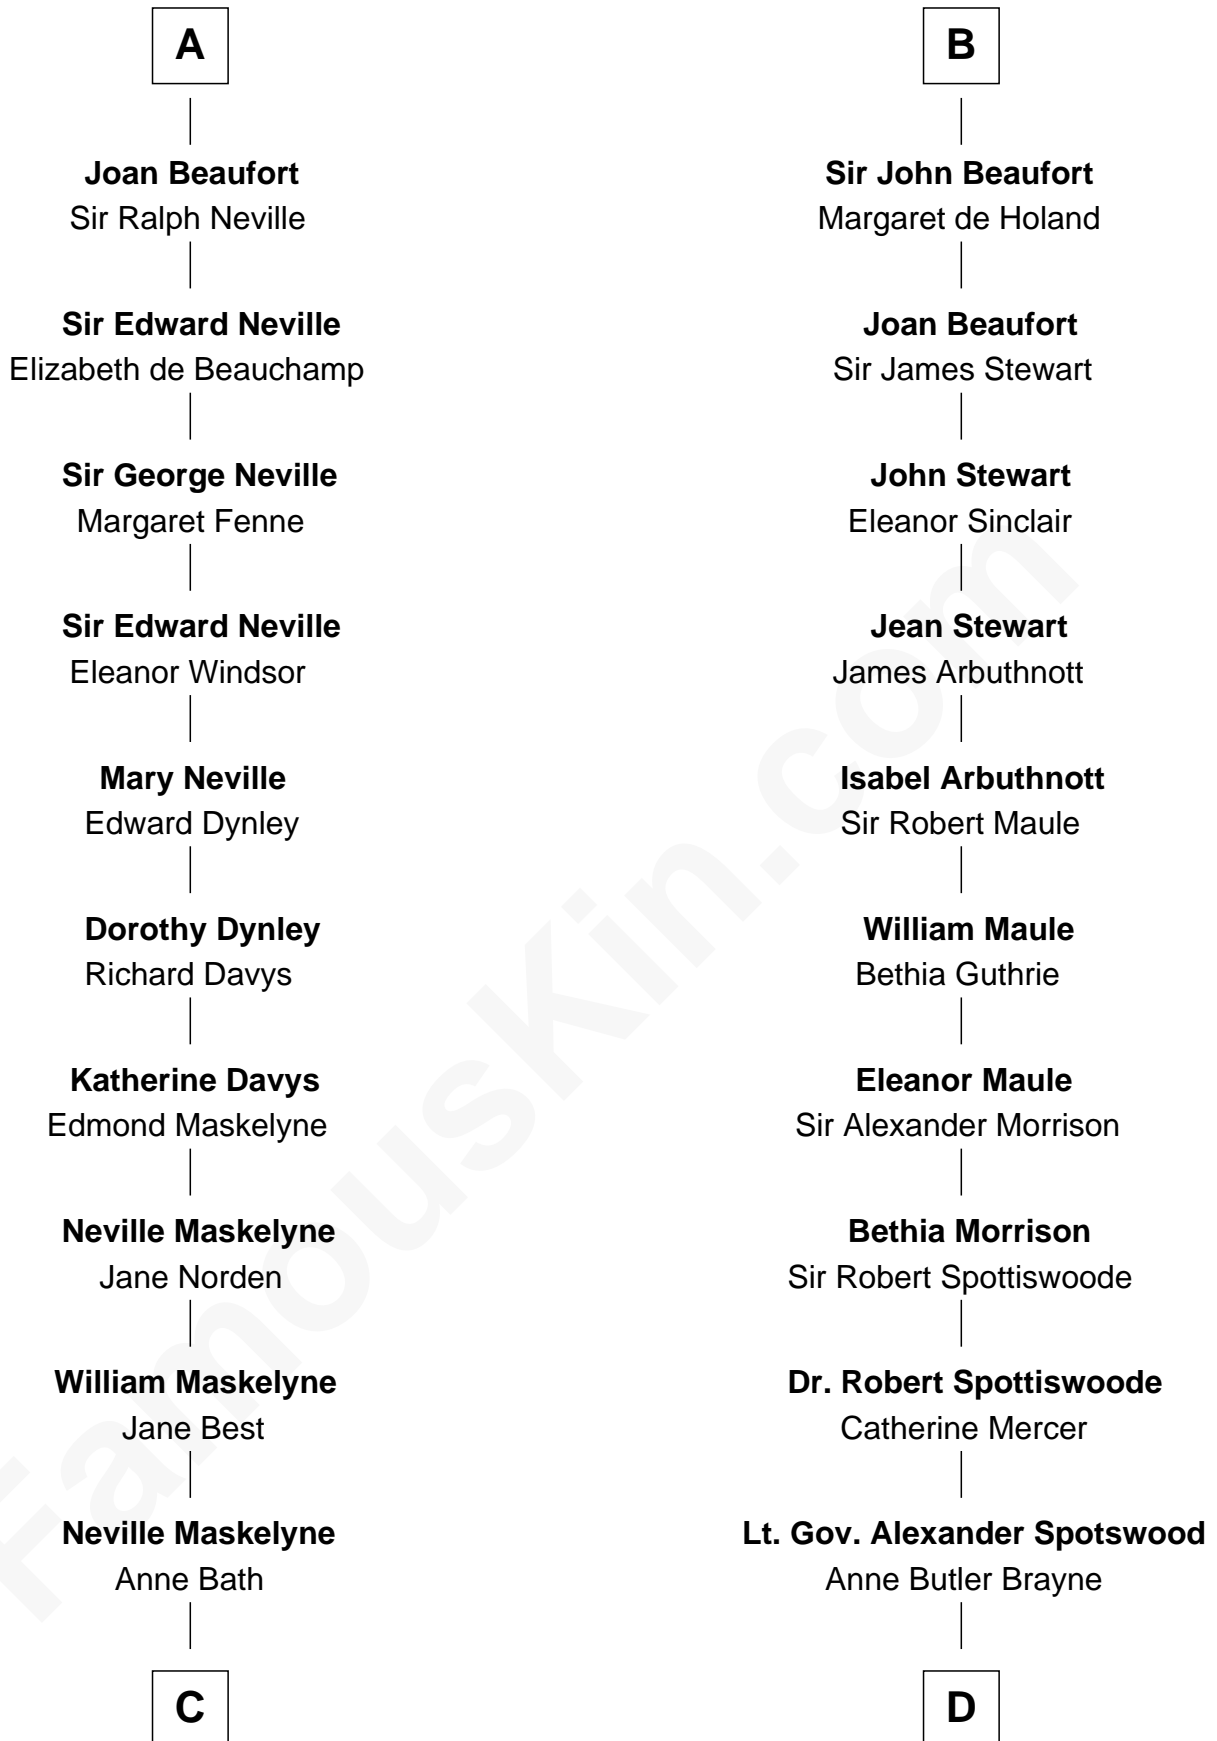 A
Joan Beaufort
Sir Ralph Neville
Sir Edward Neville
Elizabeth de Beauchamp
Sir George Neville
Margaret Fenne
Sir Edward Neville
Eleanor Windsor
Mary Neville
Edward Dynley
Dorothy Dynley
Richard Davys
Katherine Davys
Edmond Maskelyne
Neville Maskelyne
Jane Norden
William Maskelyne
Jane Best
Neville Maskelyne
Anne Bath
C
B
Sir John Beaufort
Margaret de Holand
Joan Beaufort
Sir James Stewart
John Stewart
Eleanor Sinclair
Jean Stewart
James Arbuthnott
Isabel Arbuthnott
Sir Robert Maule
William Maule
Bethia Guthrie
Eleanor Maule
Sir Alexander Morrison
Bethia Morrison
Sir Robert Spottiswoode
Dr. Robert Spottiswoode
Catherine Mercer
Lt. Gov. Alexander Spotswood
Anne Butler Brayne
D
FamousKin.com